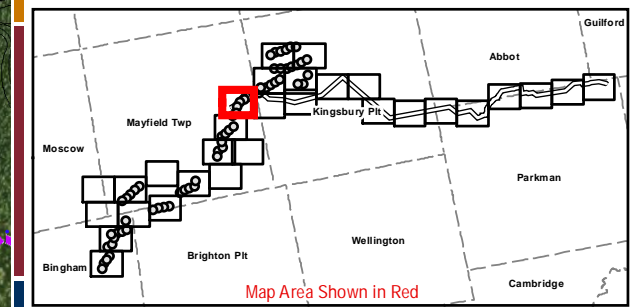 Guilford
Abbot
Kingsbury Plt
Mayfield Twp
Moscow
Parkman
Wellington
Brighton Plt
Bingham
Cambridge
Map Area Shown in Red